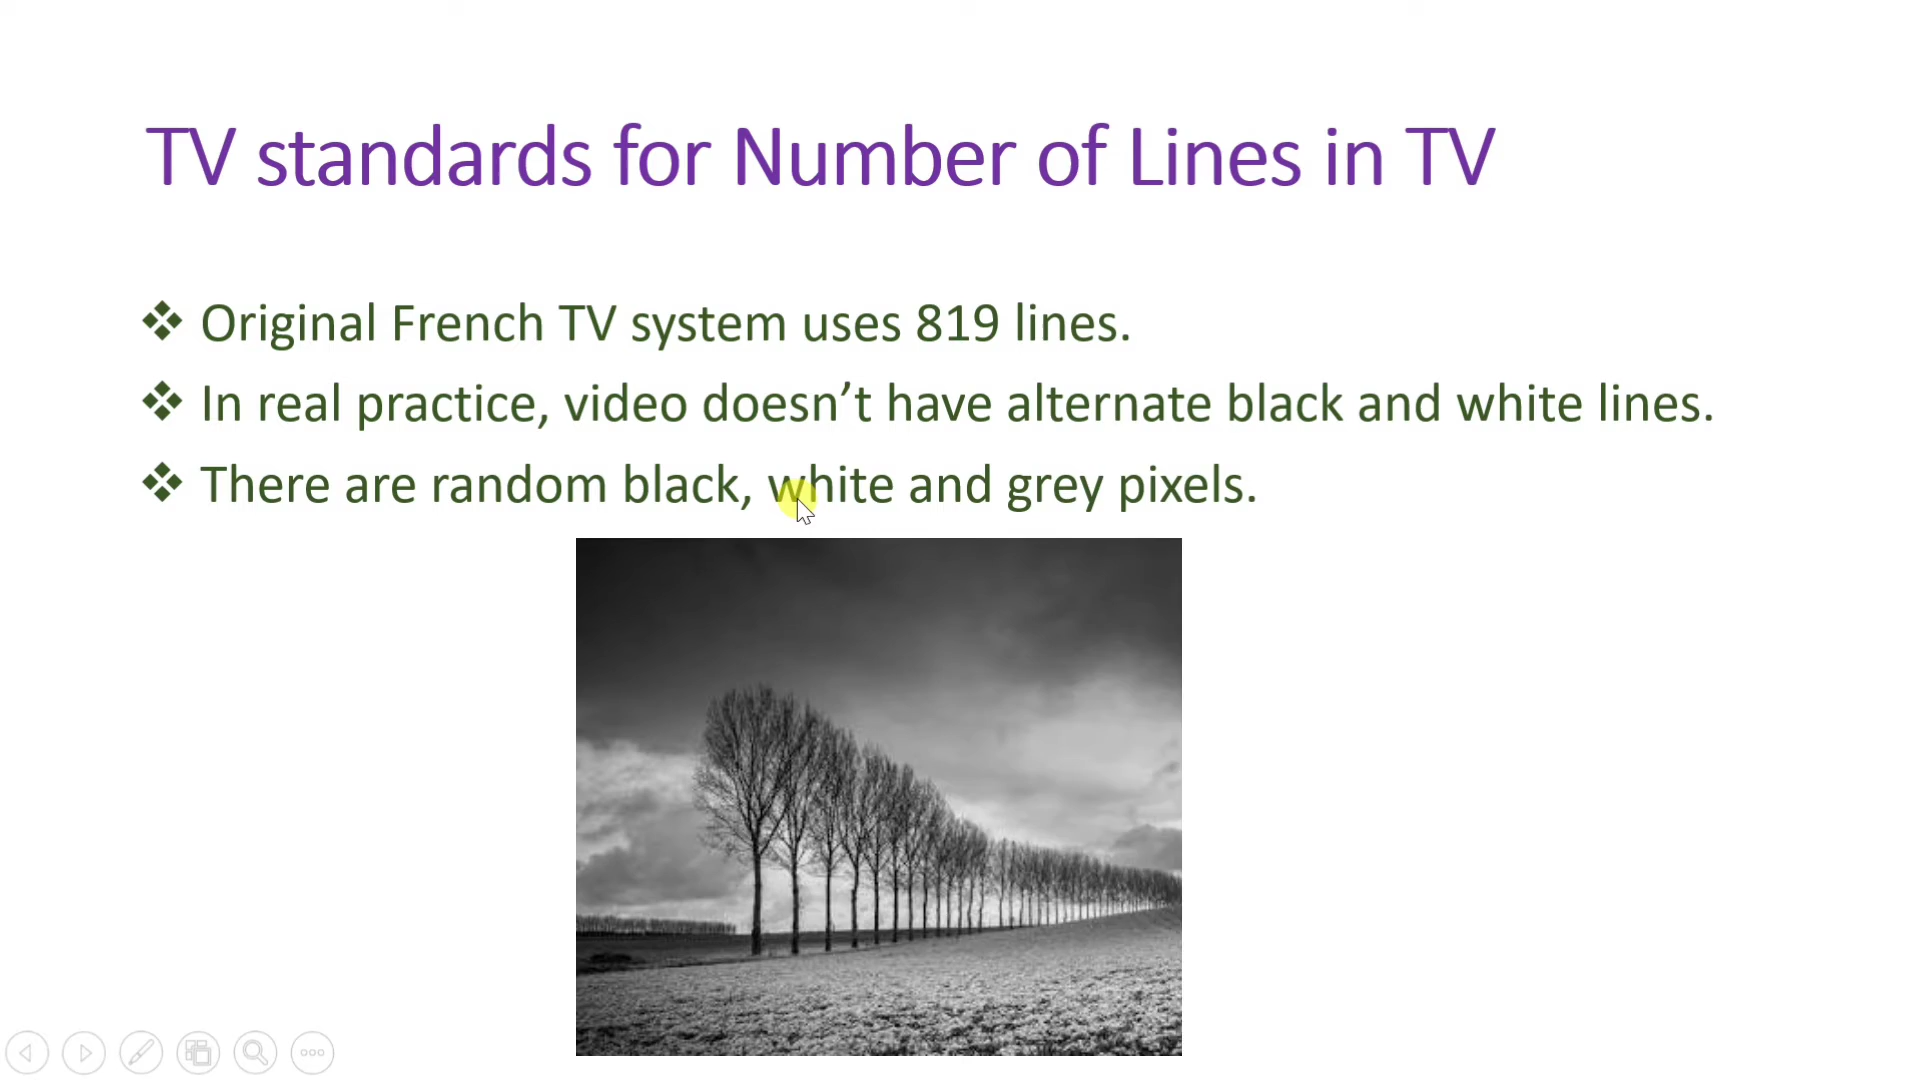 TV standards for Number of Lines in TV
❖ Original French TV system uses 819 lines.
❖ In real practice, video doesn’t have alternate black and white lines.
❖ There are random black, white and grey pixels.